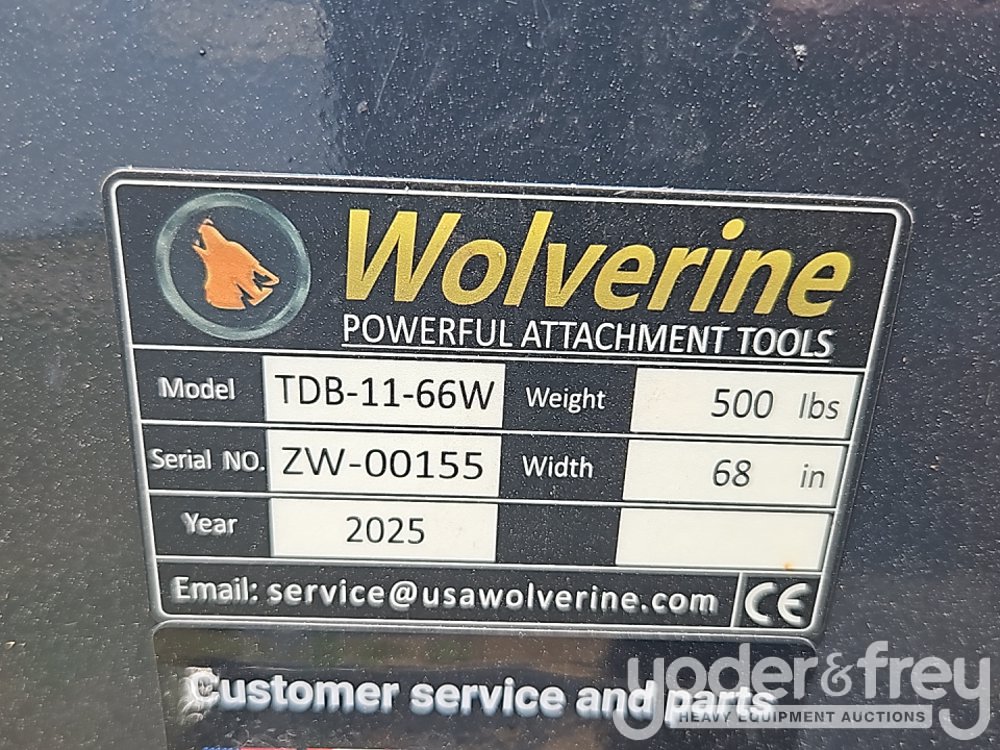 Wolverine
POWERFUL ATTACHMENT TOOLS
Model TDB-11-66W Weight 500 lbs
Serial NO. ZW-00155 Width 68 in
Year 2025
Email: service@usawolverine.com CE
Customer service and parts
yoder&frey
HEAVY EQUIPMENT AUCTIONS